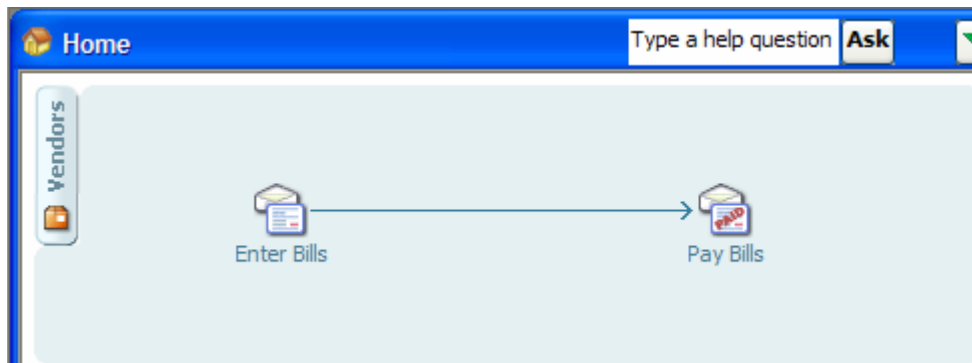 Home
Type a help question Ask
Vendors
Enter Bills
PAID
Pay Bills